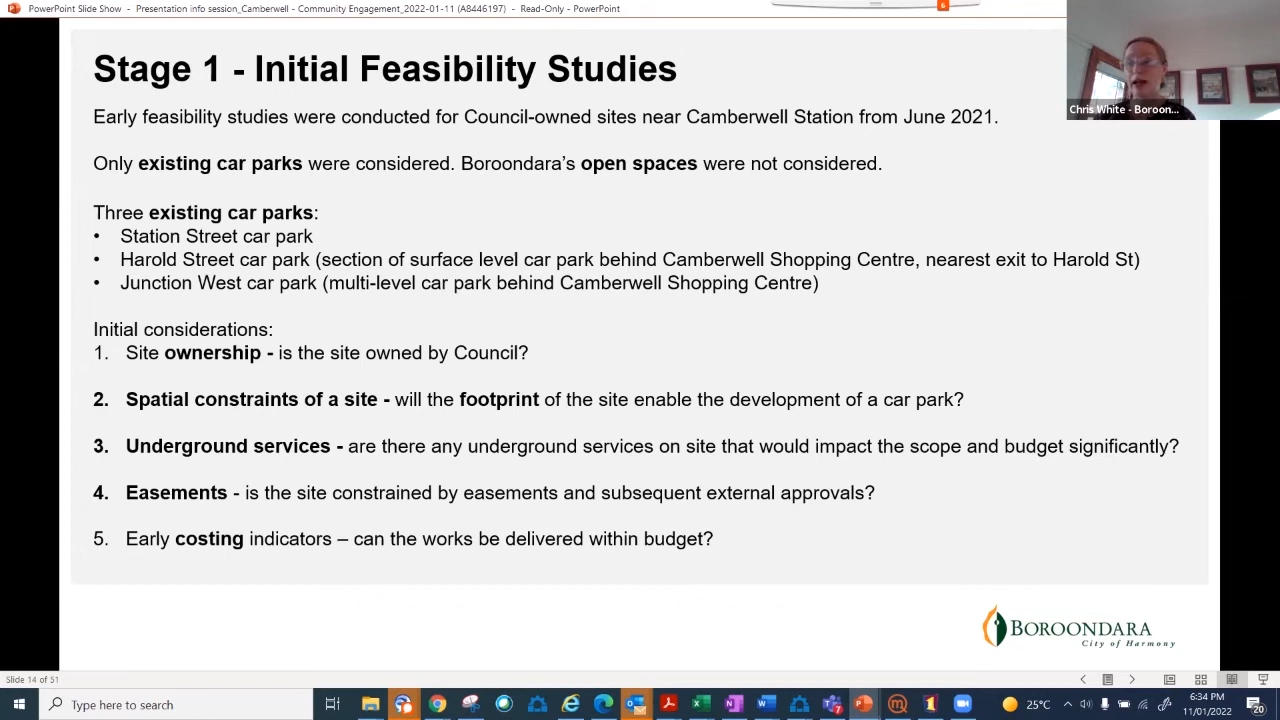 PowerPoint Slide Show - Presentation info session_Camberwell - Community Engagement_2022-01-11 (A8446197) - Read-Only - PowerPoint
6
Stage 1 - Initial Feasibility Studies
Chris White - Boroon...
Early feasibility studies were conducted for Council-owned sites near Camberwell Station from June 2021.
Only existing car parks were considered. Boroondara's open spaces were not considered.
Three existing car parks:
• Station Street car park
• Harold Street car park (section of surface level car park behind Camberwell Shopping Centre, nearest exit to Harold St)
• Junction West car park (multi-level car park behind Camberwell Shopping Centre)
Initial considerations:
1. Site ownership - is the site owned by Council?
2. Spatial constraints of a site - will the footprint of the site enable the development of a car park?
3. Underground services - are there any underground services on site that would impact the scope and budget significantly?
4. Easements - is the site constrained by easements and subsequent external approvals?
5. Early costing indicators – can the works be delivered within budget?
BOROONDARA
City of Harmony
Slide 14 of 51
Type here to search
25°C
6:34 PM
11/01/2022
20